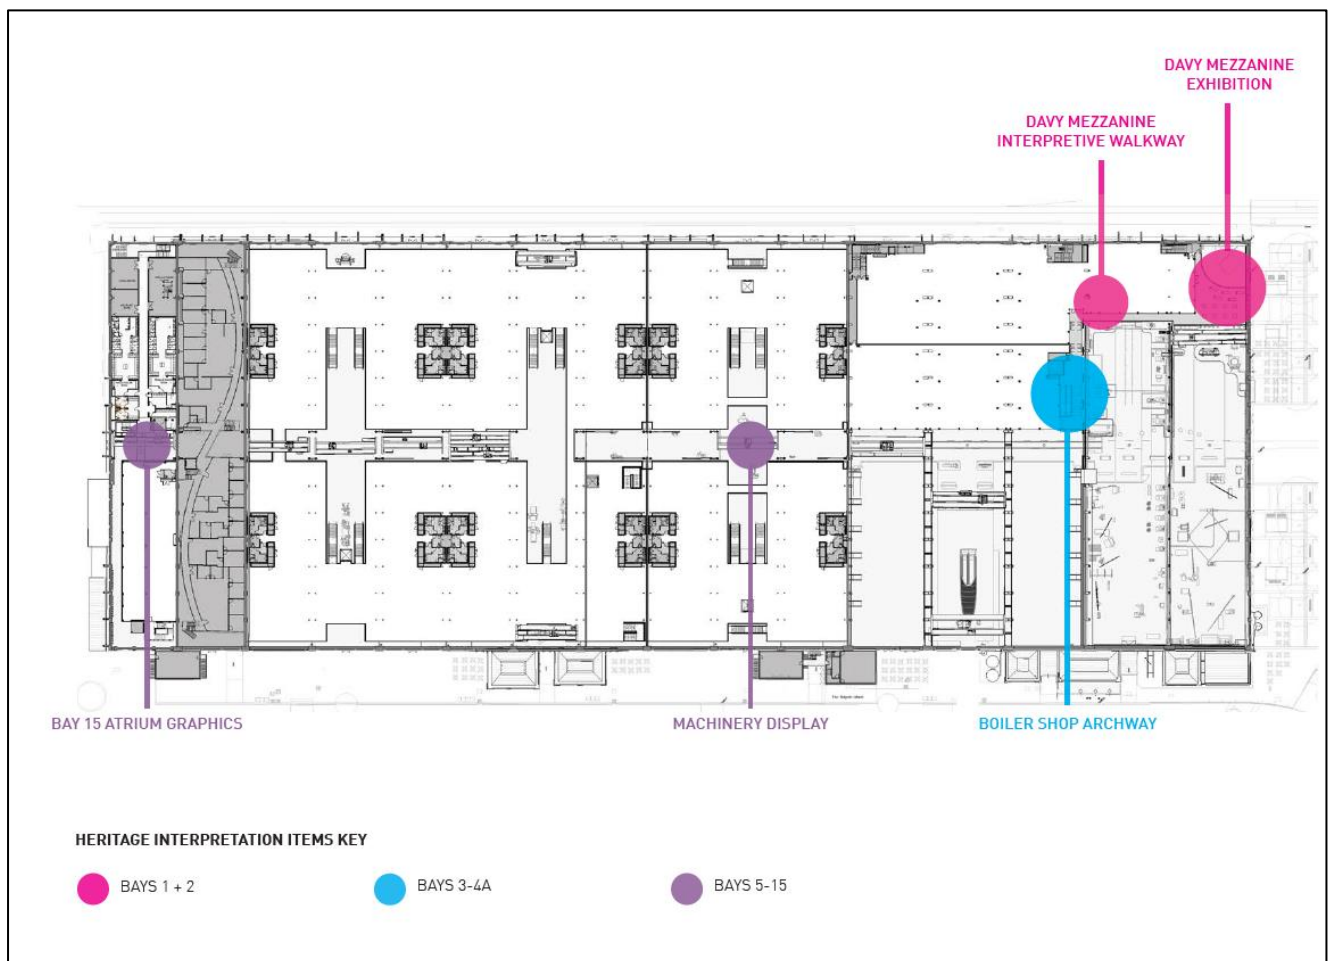 DAVY MEZZANINE
EXHIBITION
DAVY MEZZANINE
INTERPRETIVE WALKWAY
BAY 15 ATRIUM GRAPHICS
MACHINERY DISPLAY
BOILER SHOP ARCHWAY
HERITAGE INTERPRETATION ITEMS KEY
BAYS 1 + 2
BAYS 3-4A
BAYS 5-15